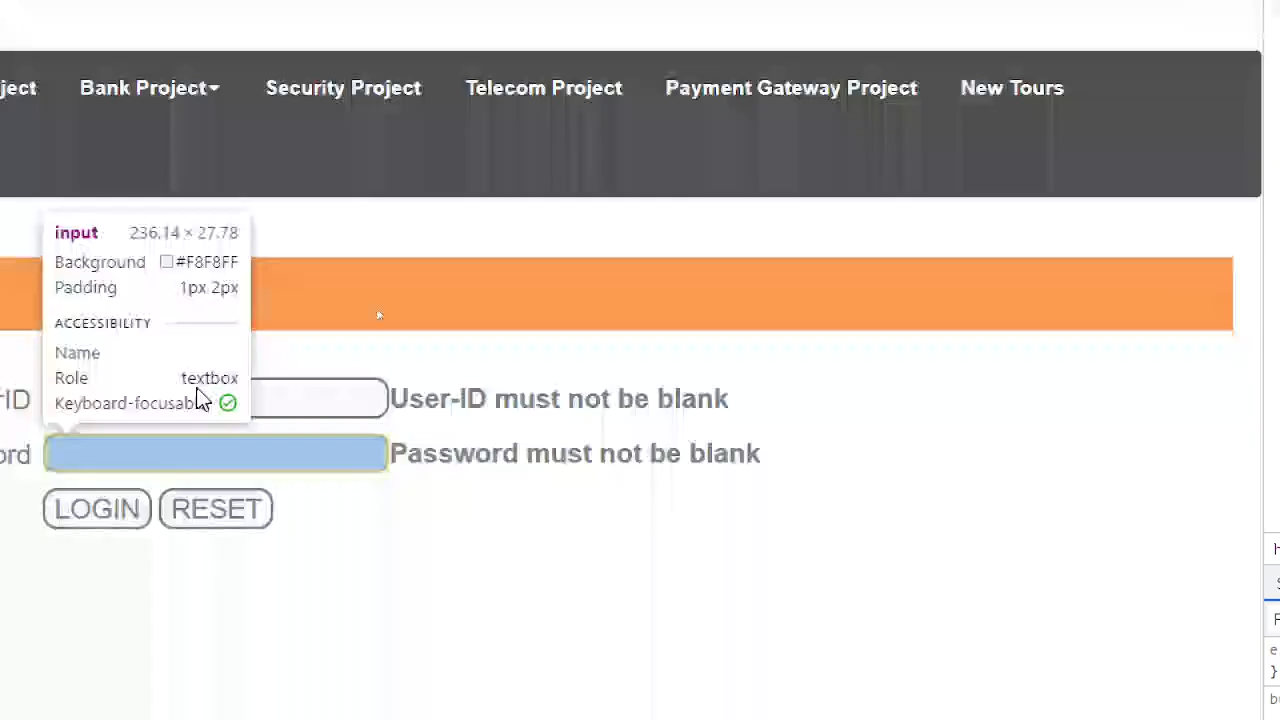 ject Bank Project Security Project Telecom Project Payment Gateway Project New Tours
input 236.14 × 27.78
Background #F8F8FF
Padding 1px 2px
ACCESSIBILITY
Name
Role textbox
Keyboard-focusab
rID User-ID must not be blank
ord Password must not be blank
LOGIN RESET
e
}